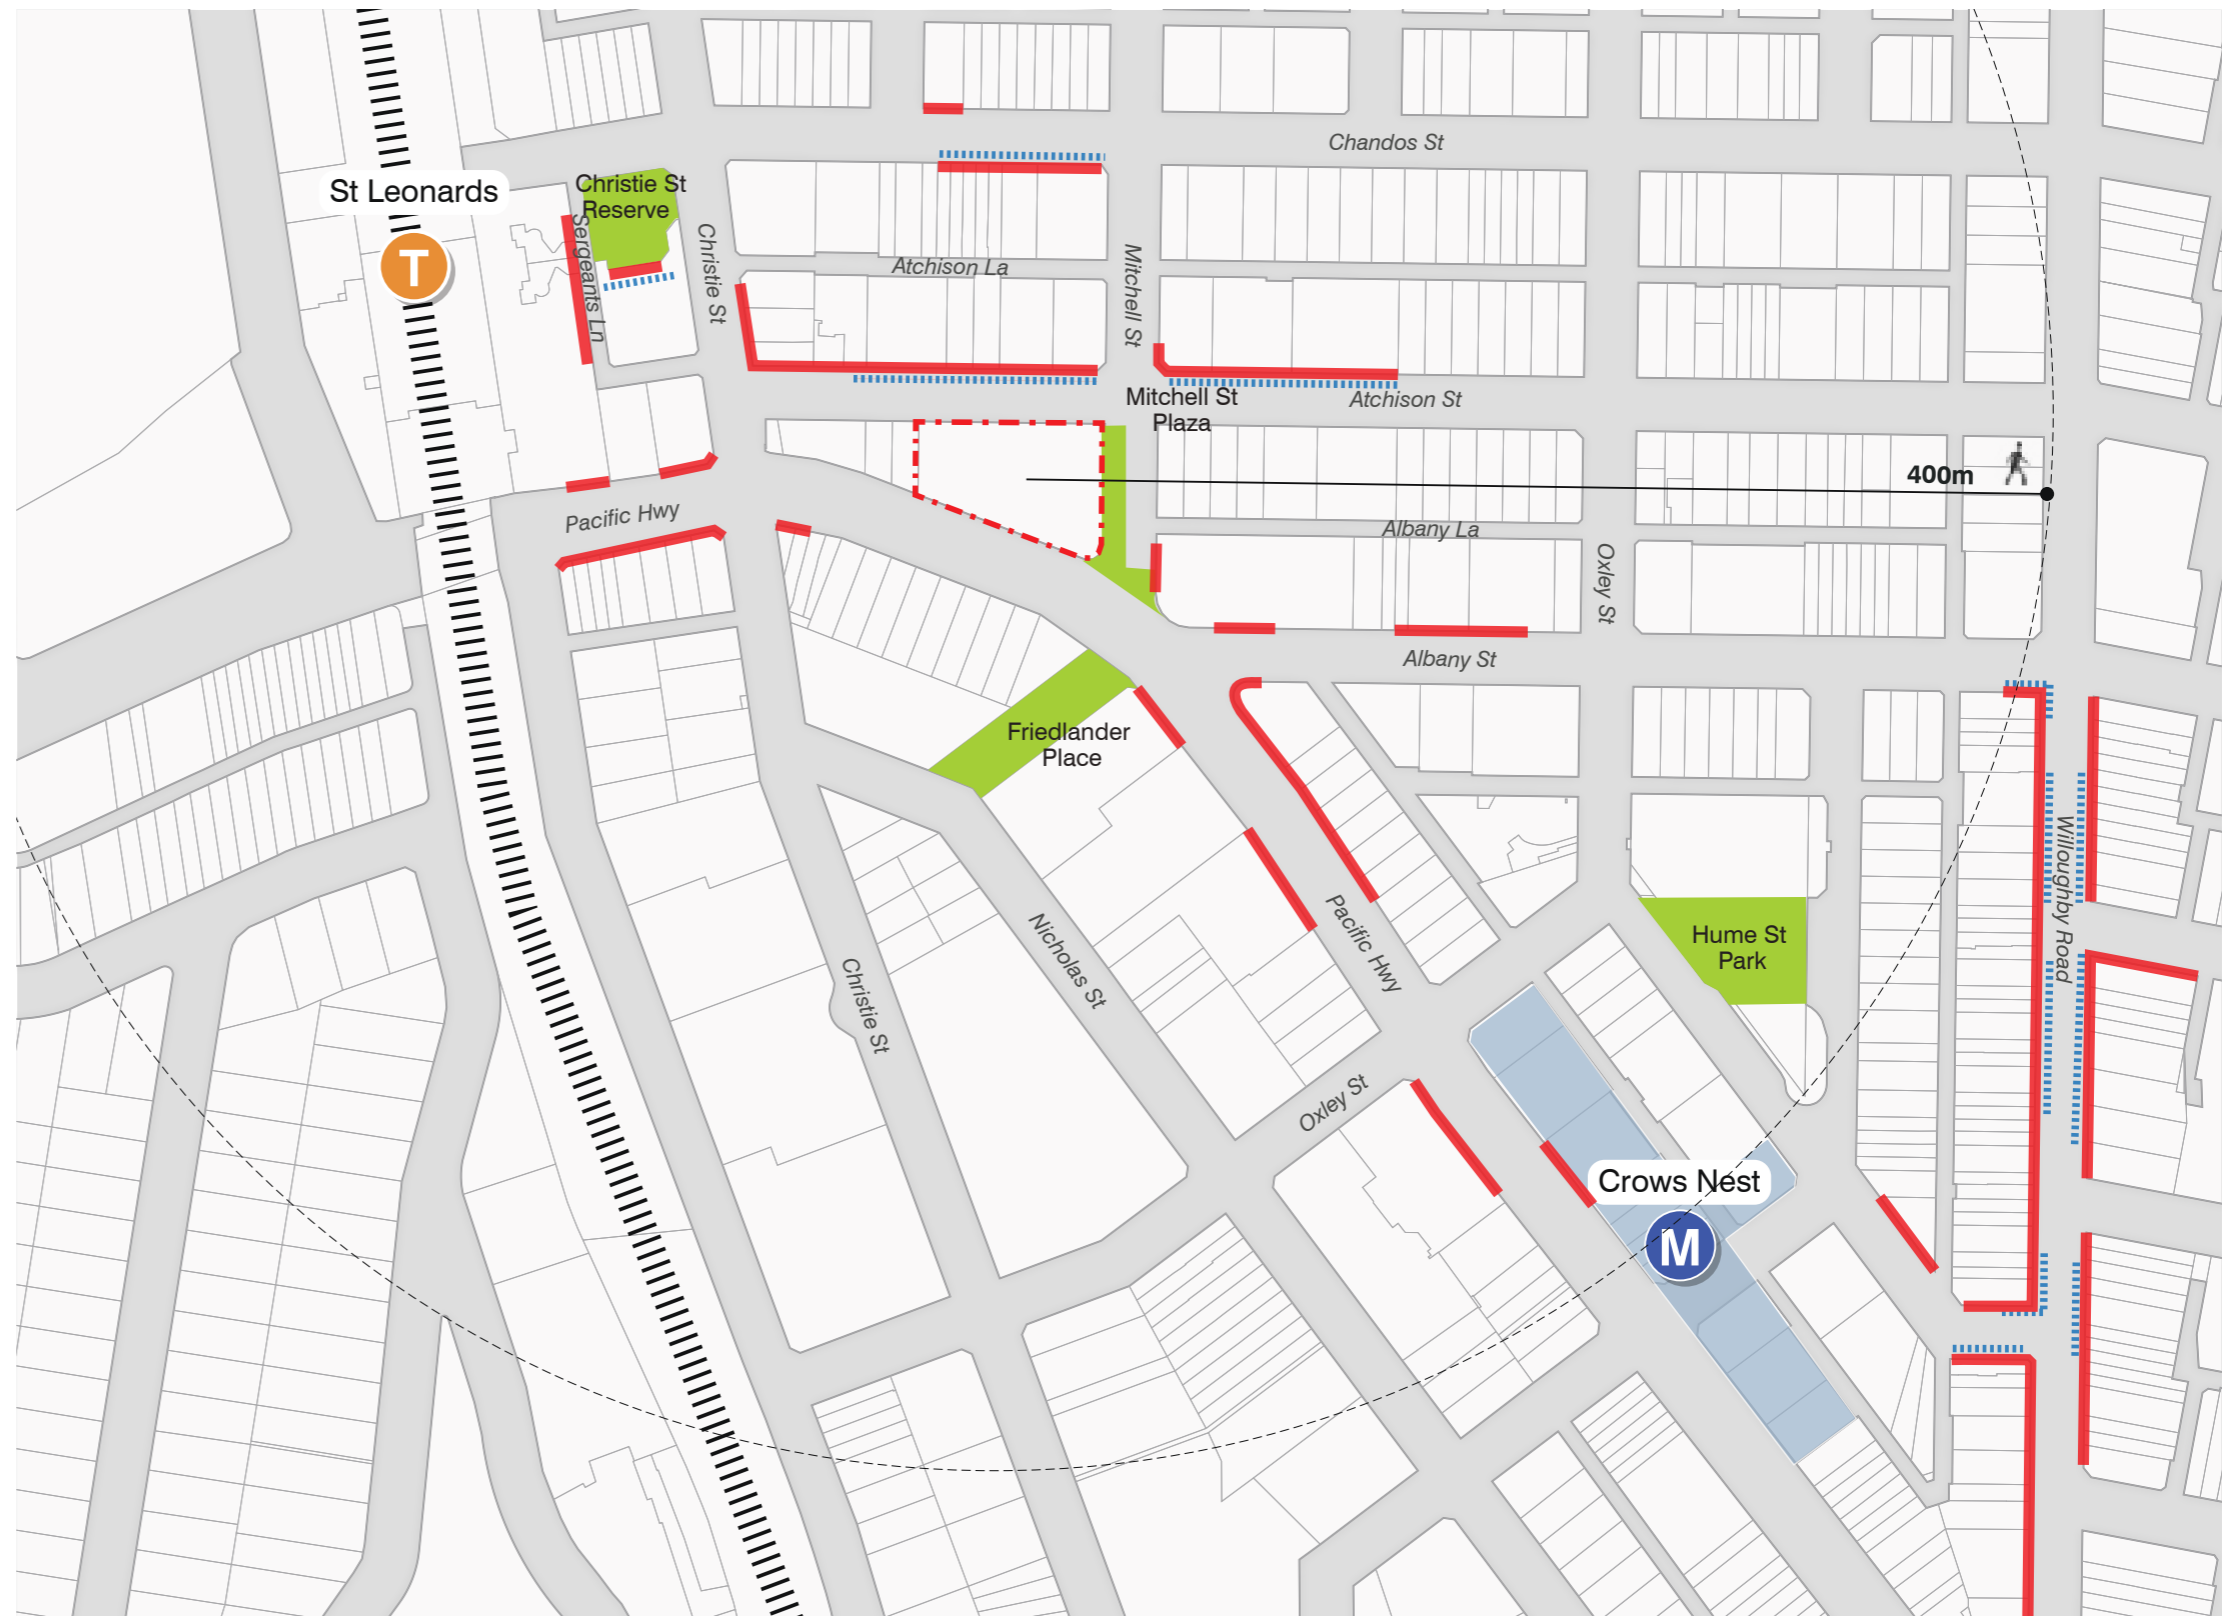 Chandos St
St Leonards
Christie St
Reserve
T
Sergeants Ln
Christie St
Atchison La
Mitchell St
Mitchell St
Plaza
Atchison St
400m
Pacific Hwy
Albany La
Oxley St
Albany St
Friedlander
Place
Willoughby Road
Pacific Hwy
Nicholas St
Christie St
Hume St
Park
Oxley St
Crows Nest
M